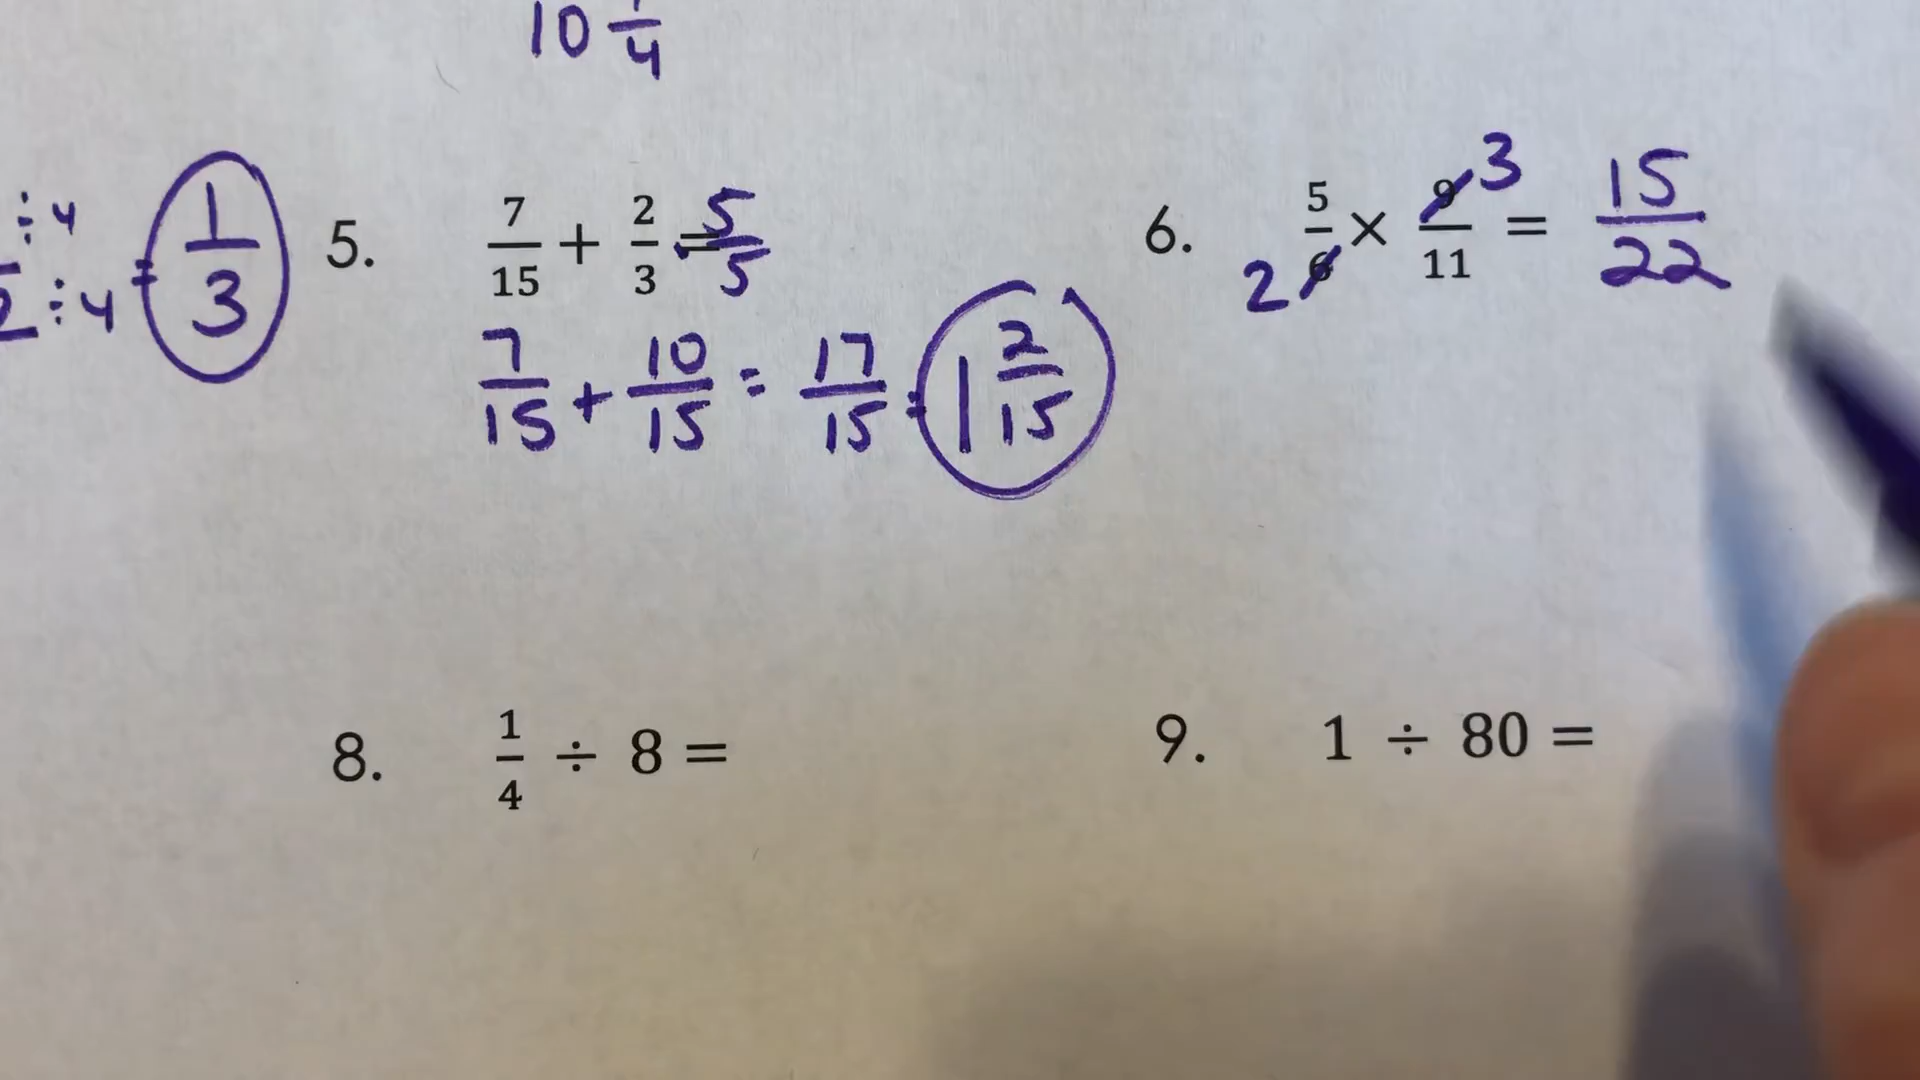 10 1/4
÷4
2 ÷4 = 1/3
5. 7/15 + 2/3 = 5/5
7/15 + 10/15 = 17/15 = 1 2/15
6. 5/6 × 9/11 = 15/22
2 3
8. 1/4 ÷ 8 =
9. 1 ÷ 80 =